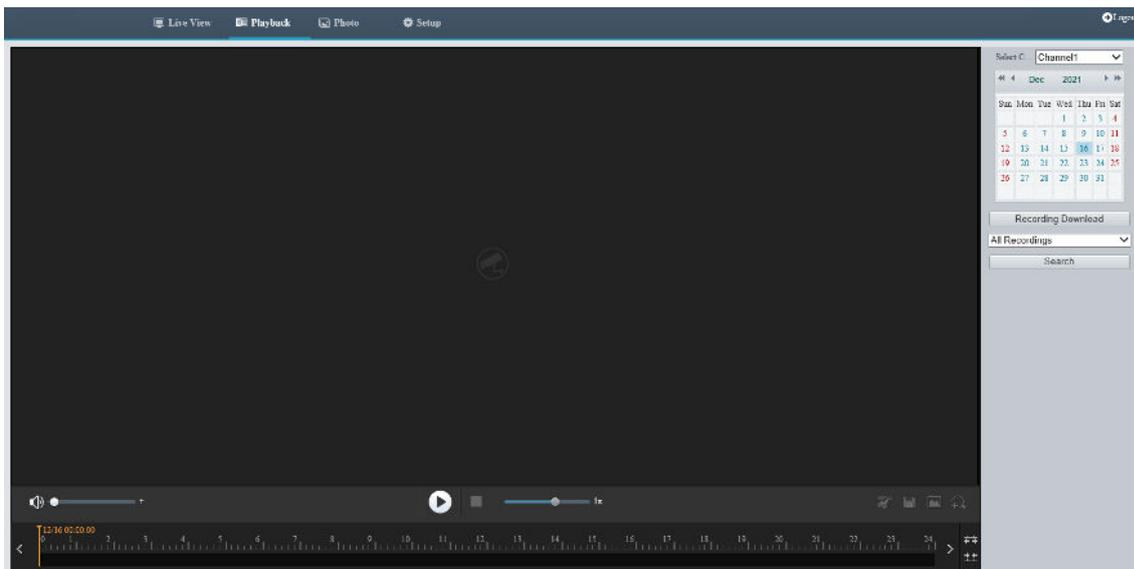 Live View Playback Photo Setup
Select C... Channel1
Dec 2021
Sun Mon Tue Wed Thu Fri Sat
1 2 3 4
5 6 7 8 9 10 11
12 13 14 15 16 17 18
19 20 21 22 23 24 25
26 27 28 29 30 31
Recording Download
All Recordings
Search
1x
12/16 00:00:00
0 1 2 3 4 5 6 7 8 9 10 11 12 13 14 15 16 17 18 19 20 21 22 23 24